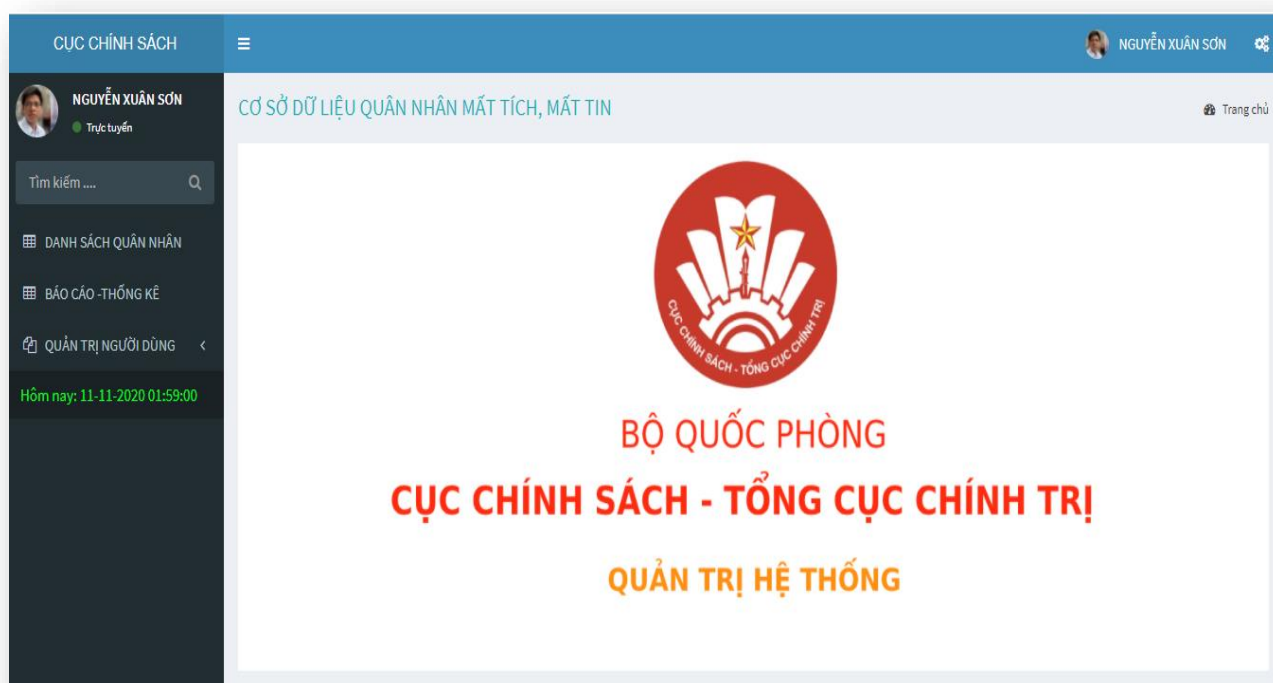 CỤC CHÍNH SÁCH
NGUYỄN XUÂN SƠN
NGUYỄN XUÂN SƠN
Trực tuyến
CƠ SỞ DỮ LIỆU QUÂN NHÂN MẤT TÍCH, MẤT TIN
Trang chủ
Tìm kiếm ....
DANH SÁCH QUÂN NHÂN
BÁO CÁO -THỐNG KÊ
QUẢN TRỊ NGƯỜI DÙNG
Hôm nay: 11-11-2020 01:59:00
CỤC CHÍNH SÁCH - TỔNG CỤC CHÍNH TRỊ
BỘ QUỐC PHÒNG
CỤC CHÍNH SÁCH - TỔNG CỤC CHÍNH TRỊ
QUẢN TRỊ HỆ THỐNG